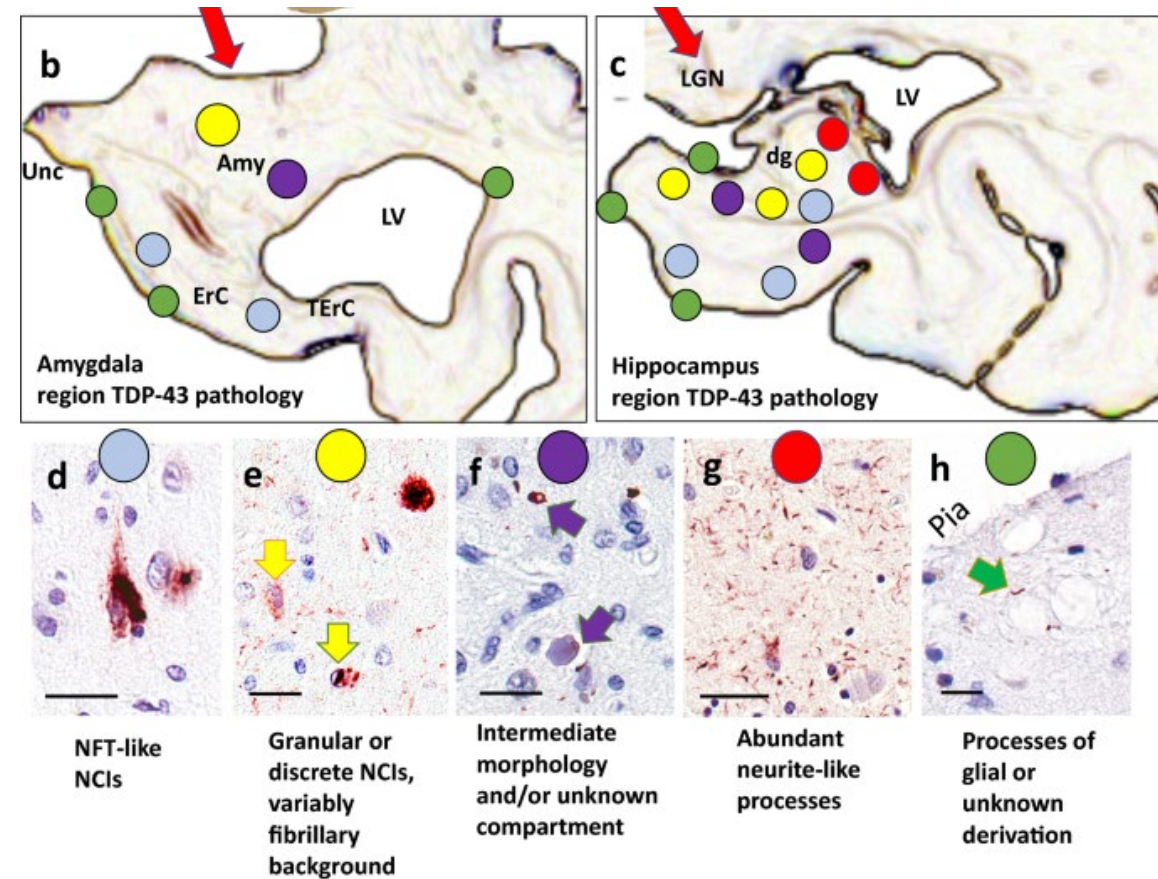 b
Unc
Amy
LV
ErC
TErC
Amygdala
region TDP-43 pathology
c
LGN
LV
dg
Hippocampus
region TDP-43 pathology
d
NFT-like
NCIs
e
Granular or
discrete NCIs,
variably
fibrillary
background
f
Intermediate
morphology
and/or unknown
compartment
g
Abundant
neurite-like
processes
h
Pia
Processes of
glial or
unknown
derivation